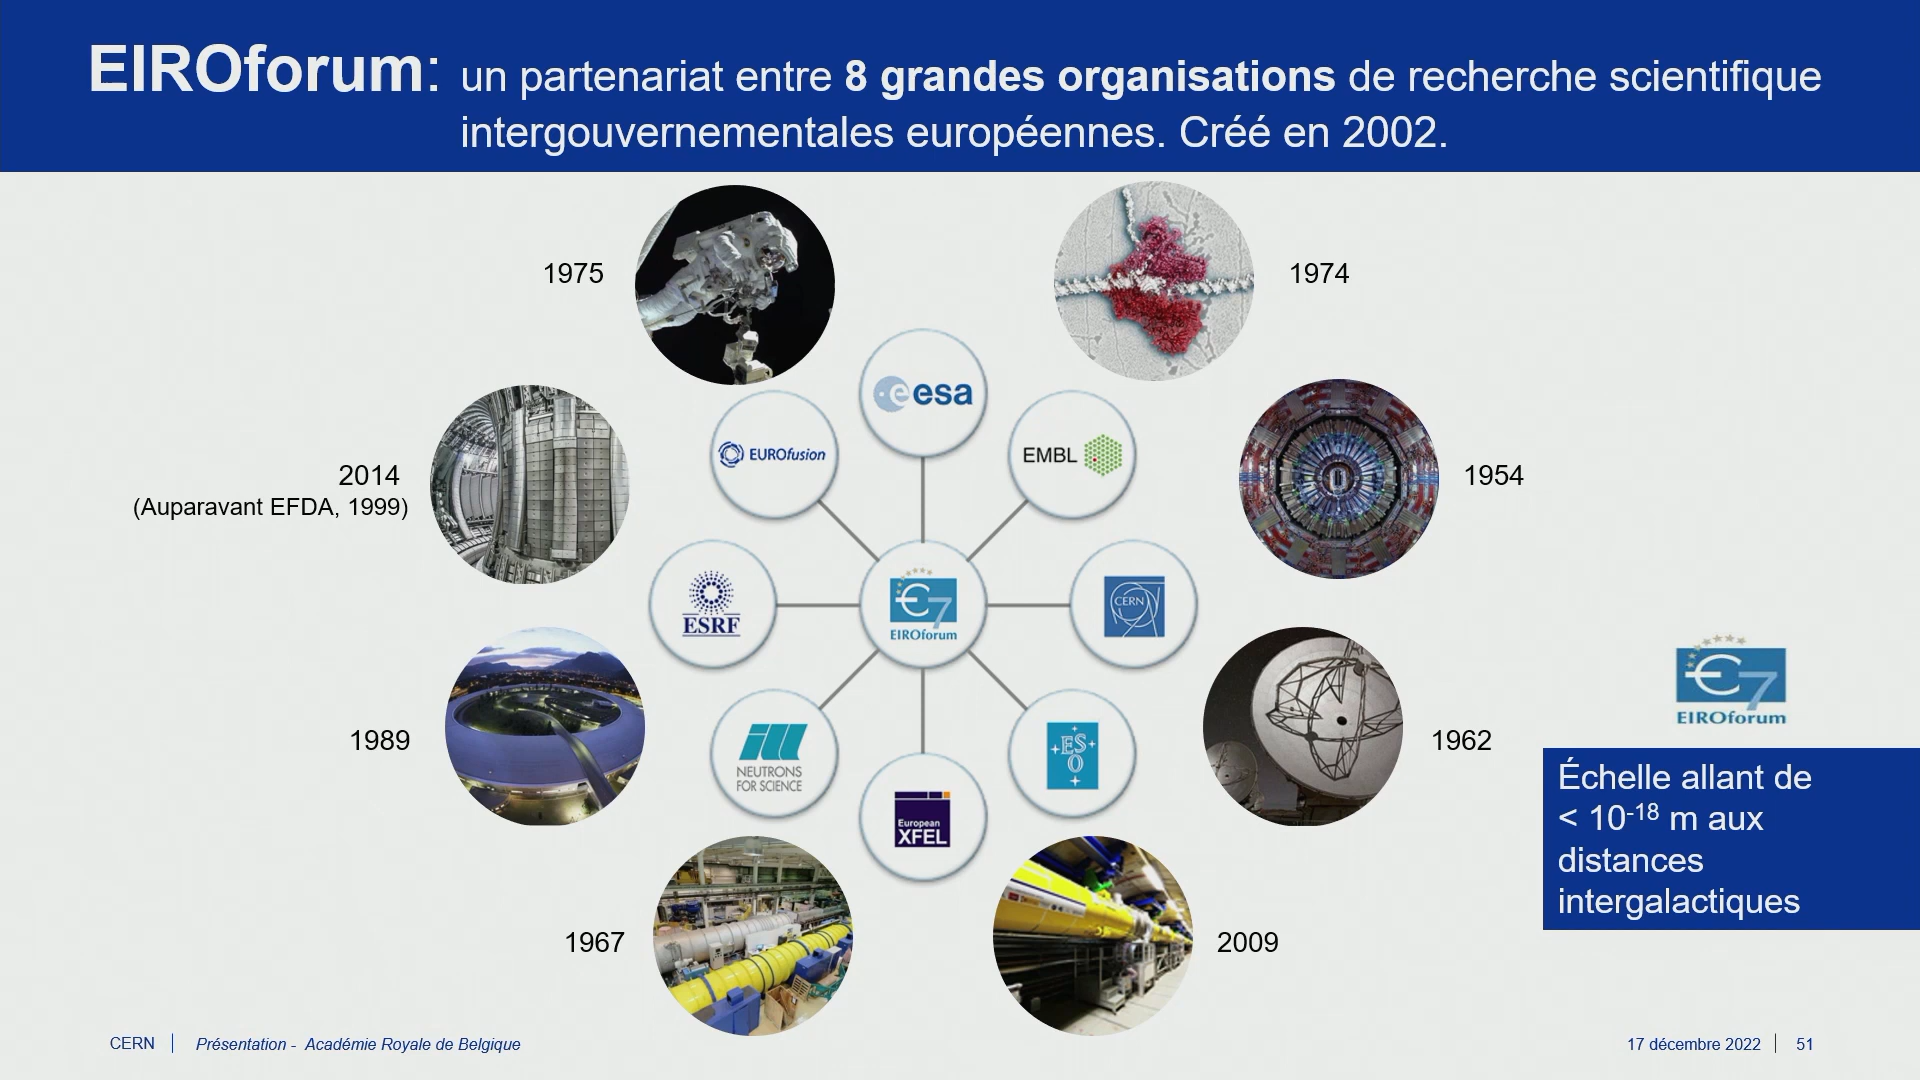 EIROforum: un partenariat entre 8 grandes organisations de recherche scientifique
intergouvernementales européennes. Créé en 2002.
1975
1974
esa
EUROfusion
EMBL
2014
(Auparavant EFDA, 1999)
1954
ESRF
€7
EIROforum
CERN
€7
EIROforum
1989
ill
NEUTRONS
FOR SCIENCE
ESO
1962
European
XFEL
Échelle allant de
< 10⁻¹⁸ m aux
distances
intergalactiques
1967
2009
CERN | Présentation - Académie Royale de Belgique
17 décembre 2022 | 51